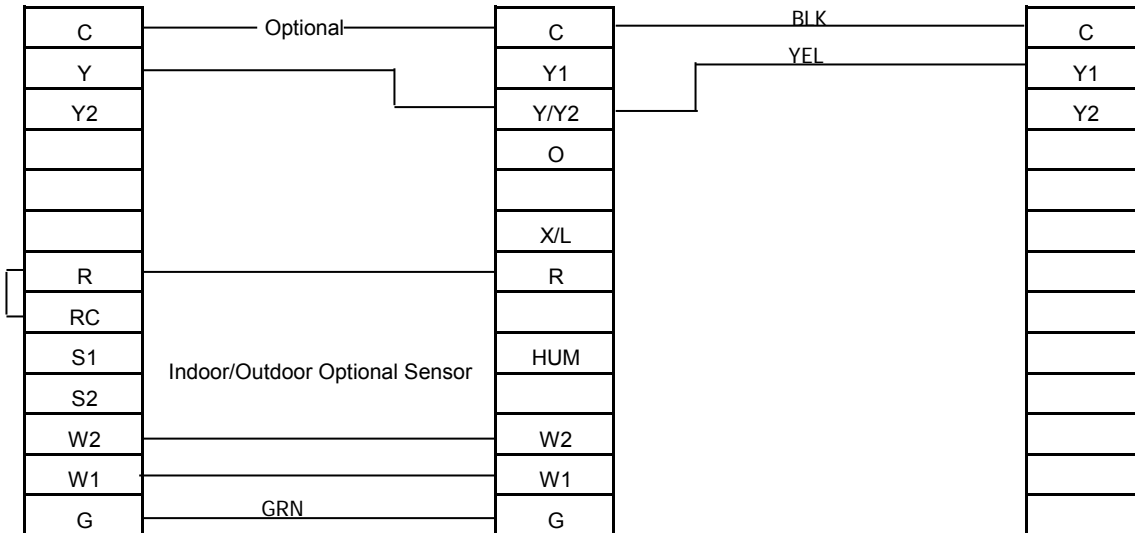 C Optional C BLK C
Y Y1 YEL Y1
Y2 Y/Y2 Y2
O
X/L
R R
RC
S1 Indoor/Outdoor Optional Sensor HUM
S2
W2 W2
W1 W1
G GRN G